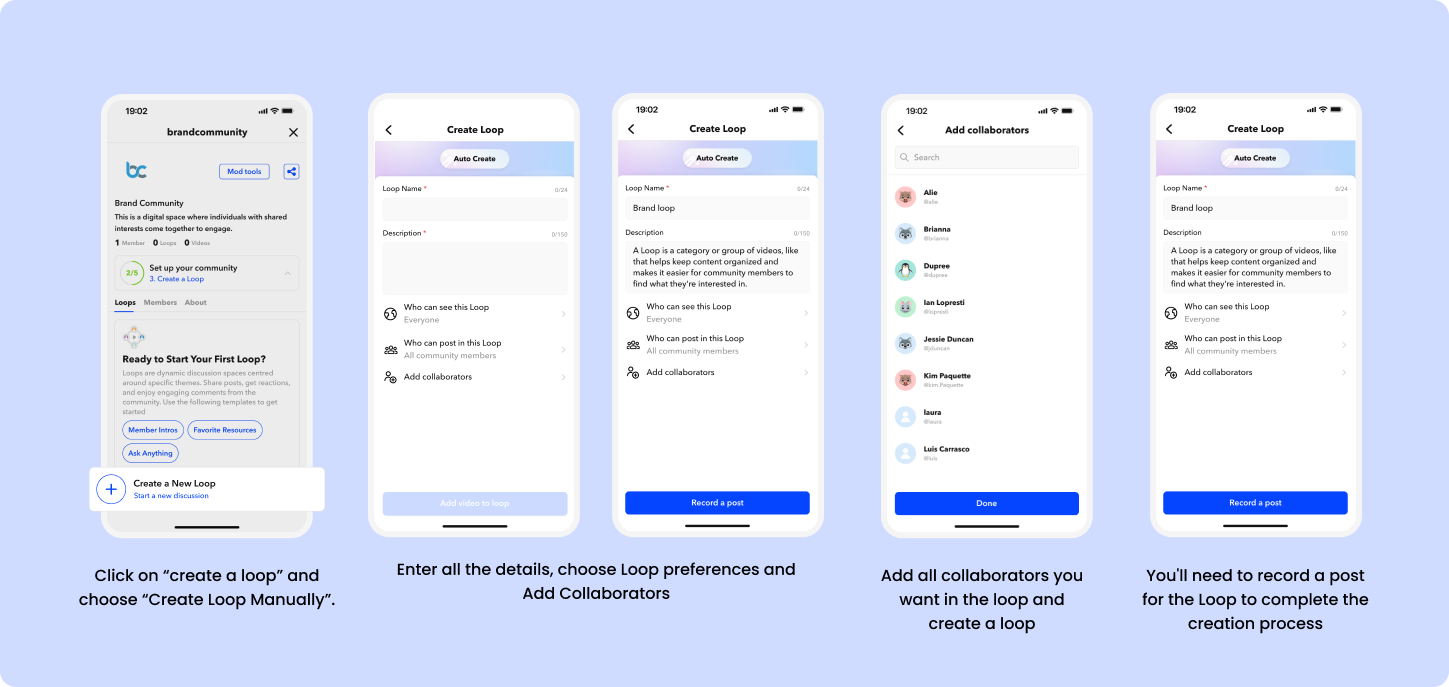 19:02
brandcommunity
bc
Mod tools
Brand Community
This is a digital space where individuals with shared
interests come together to engage.
1 Member 0 Loops 0 Videos
2/5
Set up your community
3. Create a Loop
Loops Members About
Ready to Start Your First Loop?
Loops are dynamic discussion spaces centred
around specific themes. Share posts, get reactions,
and enjoy engaging comments from the
community. Use the following templates to get
started
Member Intros Favorite Resources
Ask Anything
Create a New Loop
Start a new discussion
Click on “create a loop” and
choose “Create Loop Manually”.
Create Loop
Auto Create
Loop Name * 0/24
Description * 0/150
Who can see this Loop
Everyone
Who can post in this Loop
All community members
Add collaborators
Add video to loop
19:02
Create Loop
Auto Create
Loop Name * 0/24
Brand loop
Description 0/150
A Loop is a category or group of videos, like
that helps keep content organized and
makes it easier for community members to
find what they're interested in.
Who can see this Loop
Everyone
Who can post in this Loop
All community members
Add collaborators
Record a post
Enter all the details, choose Loop preferences and
Add Collaborators
19:02
Add collaborators
Search
Alie
@alie
Brianna
@brianna
Dupree
@dupree
Ian Lopresti
@lopresti
Jessie Duncan
@jduncan
Kim Paquette
@kim.Paquette
laura
@laura
Luis Carrasco
@luis
Done
Add all collaborators you
want in the loop and
create a loop
19:02
Create Loop
Auto Create
Loop Name * 0/24
Brand loop
Description 0/150
A Loop is a category or group of videos, like
that helps keep content organized and
makes it easier for community members to
find what they're interested in.
Who can see this Loop
Everyone
Who can post in this Loop
All community members
Add collaborators
Record a post
You'll need to record a post
for the Loop to complete the
creation process